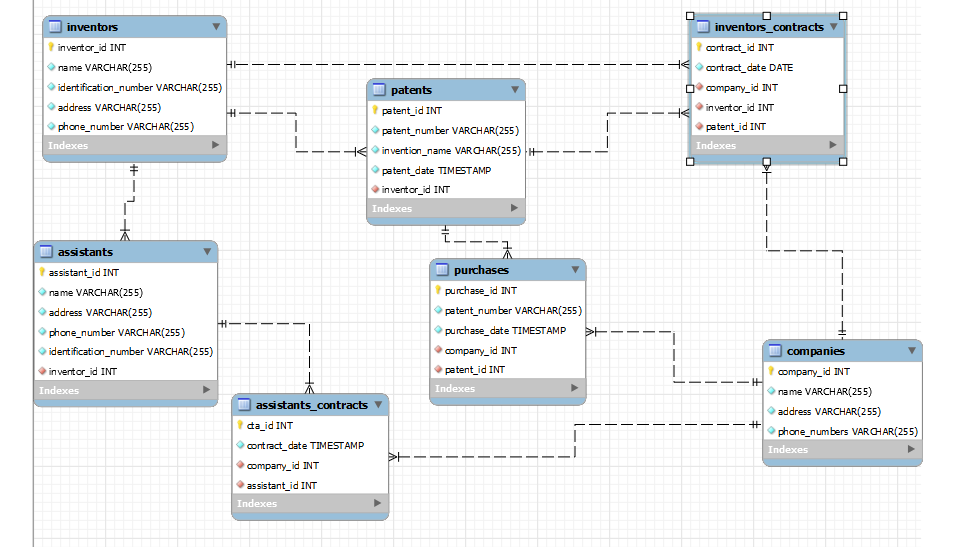 inventors
inventor_id INT
name VARCHAR(255)
identification_number VARCHAR(255)
address VARCHAR(255)
phone_number VARCHAR(255)
Indexes
patents
patent_id INT
patent_number VARCHAR(255)
invention_name VARCHAR(255)
patent_date TIMESTAMP
inventor_id INT
Indexes
inventors_contracts
contract_id INT
contract_date DATE
company_id INT
inventor_id INT
patent_id INT
Indexes
assistants
assistant_id INT
name VARCHAR(255)
address VARCHAR(255)
phone_number VARCHAR(255)
identification_number VARCHAR(255)
inventor_id INT
Indexes
purchases
purchase_id INT
patent_number VARCHAR(255)
purchase_date TIMESTAMP
company_id INT
patent_id INT
Indexes
companies
company_id INT
name VARCHAR(255)
address VARCHAR(255)
phone_numbers VARCHAR(255)
Indexes
assistants_contracts
cta_id INT
contract_date TIMESTAMP
company_id INT
assistant_id INT
Indexes